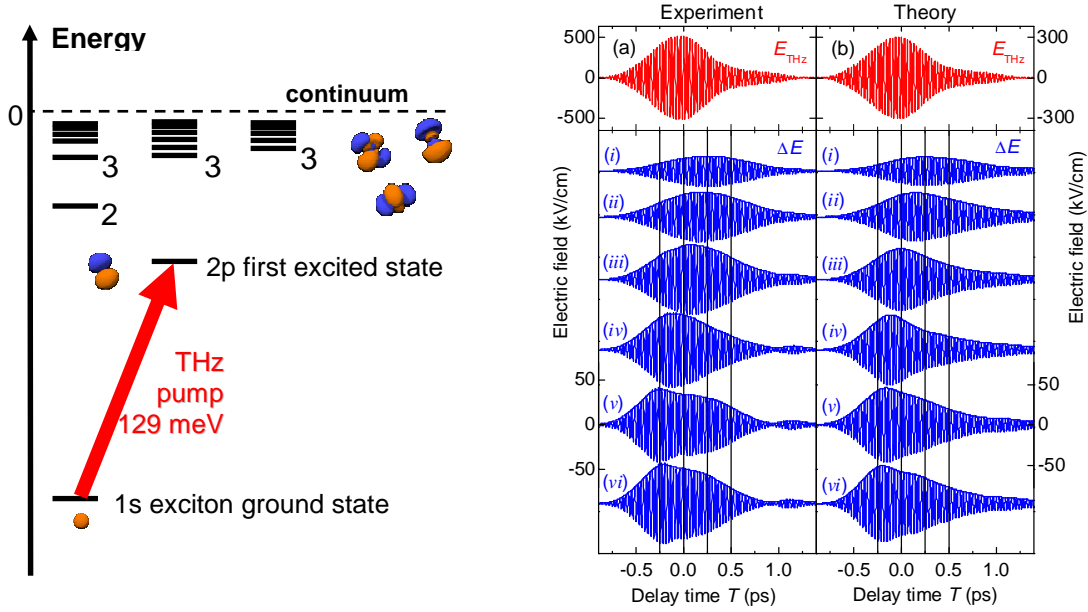 Energy
continuum
0
3
3
3
2
2p first excited state
THz
pump
129 meV
1s exciton ground state
Experiment
Theory
(a)
E_THz
(b)
E_THz
500
0
-500
300
0
-300
ΔE
ΔE
(i)
(i)
(ii)
(ii)
(iii)
(iii)
(iv)
(iv)
(v)
(v)
(vi)
(vi)
50
0
-50
50
0
-50
Electric field (kV/cm)
Electric field (kV/cm)
-0.5 0.0 0.5 1.0
-0.5 0.0 0.5 1.0
Delay time T (ps)
Delay time T (ps)